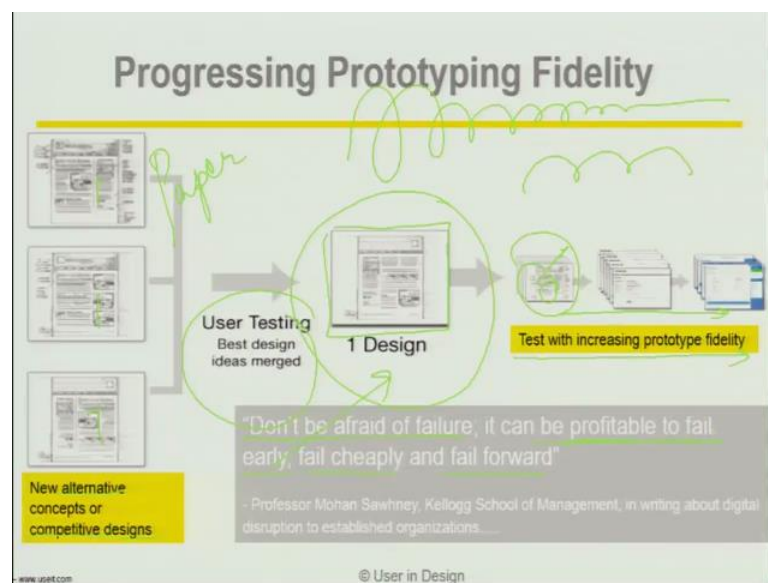 Progressing Prototyping Fidelity
Paper
User Testing
Best design
ideas merged
1 Design
Test with increasing prototype fidelity
New alternative
concepts or
competitive designs
"Don't be afraid of failure; it can be profitable to fail
early, fail cheaply and fail forward"
- Professor Mohan Sawhney, Kellogg School of Management, in writing about digital
disruption to established organizations.....
- www.useit.com
© User in Design